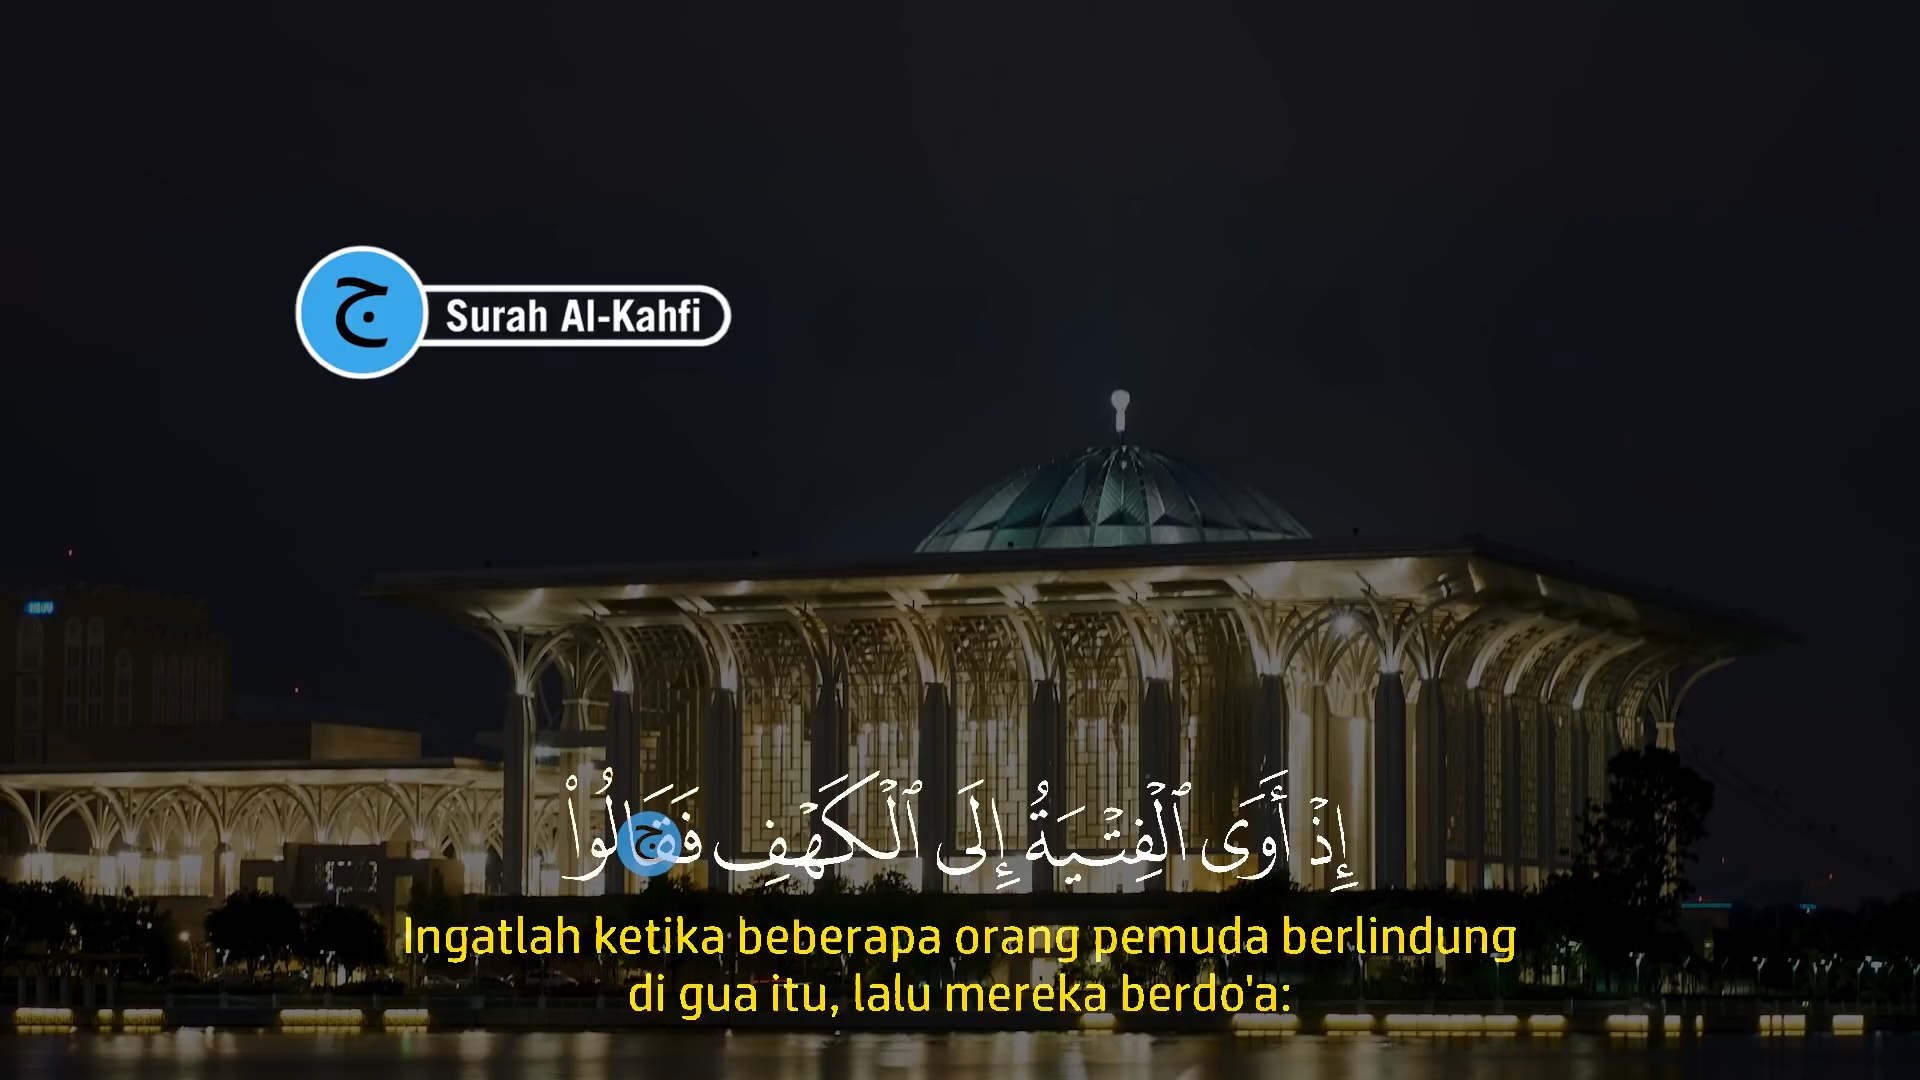 ج
Surah Al-Kahfi
إِذْ أَوَى ٱلْفِتْيَةُ إِلَى ٱلْكَهْفِ فَقَالُوا۟
ج
Ingatlah ketika beberapa orang pemuda berlindung
di gua itu, lalu mereka berdo'a: